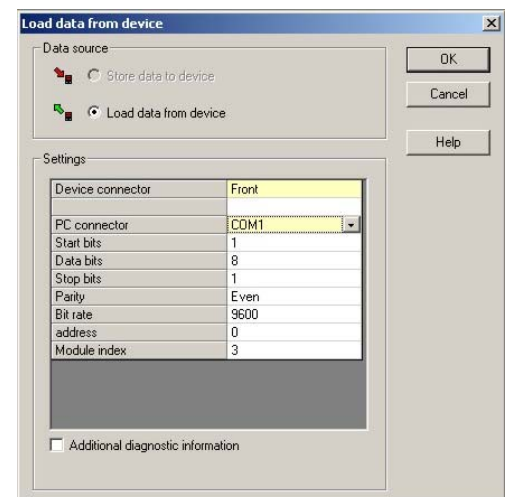 Load data from device
Data source
Store data to device
Load data from device
OK
Cancel
Help
Settings
Device connector Front
PC connector COM1
Start bits 1
Data bits 8
Stop bits 1
Parity Even
Bit rate 9600
address 0
Module index 3
Additional diagnostic information